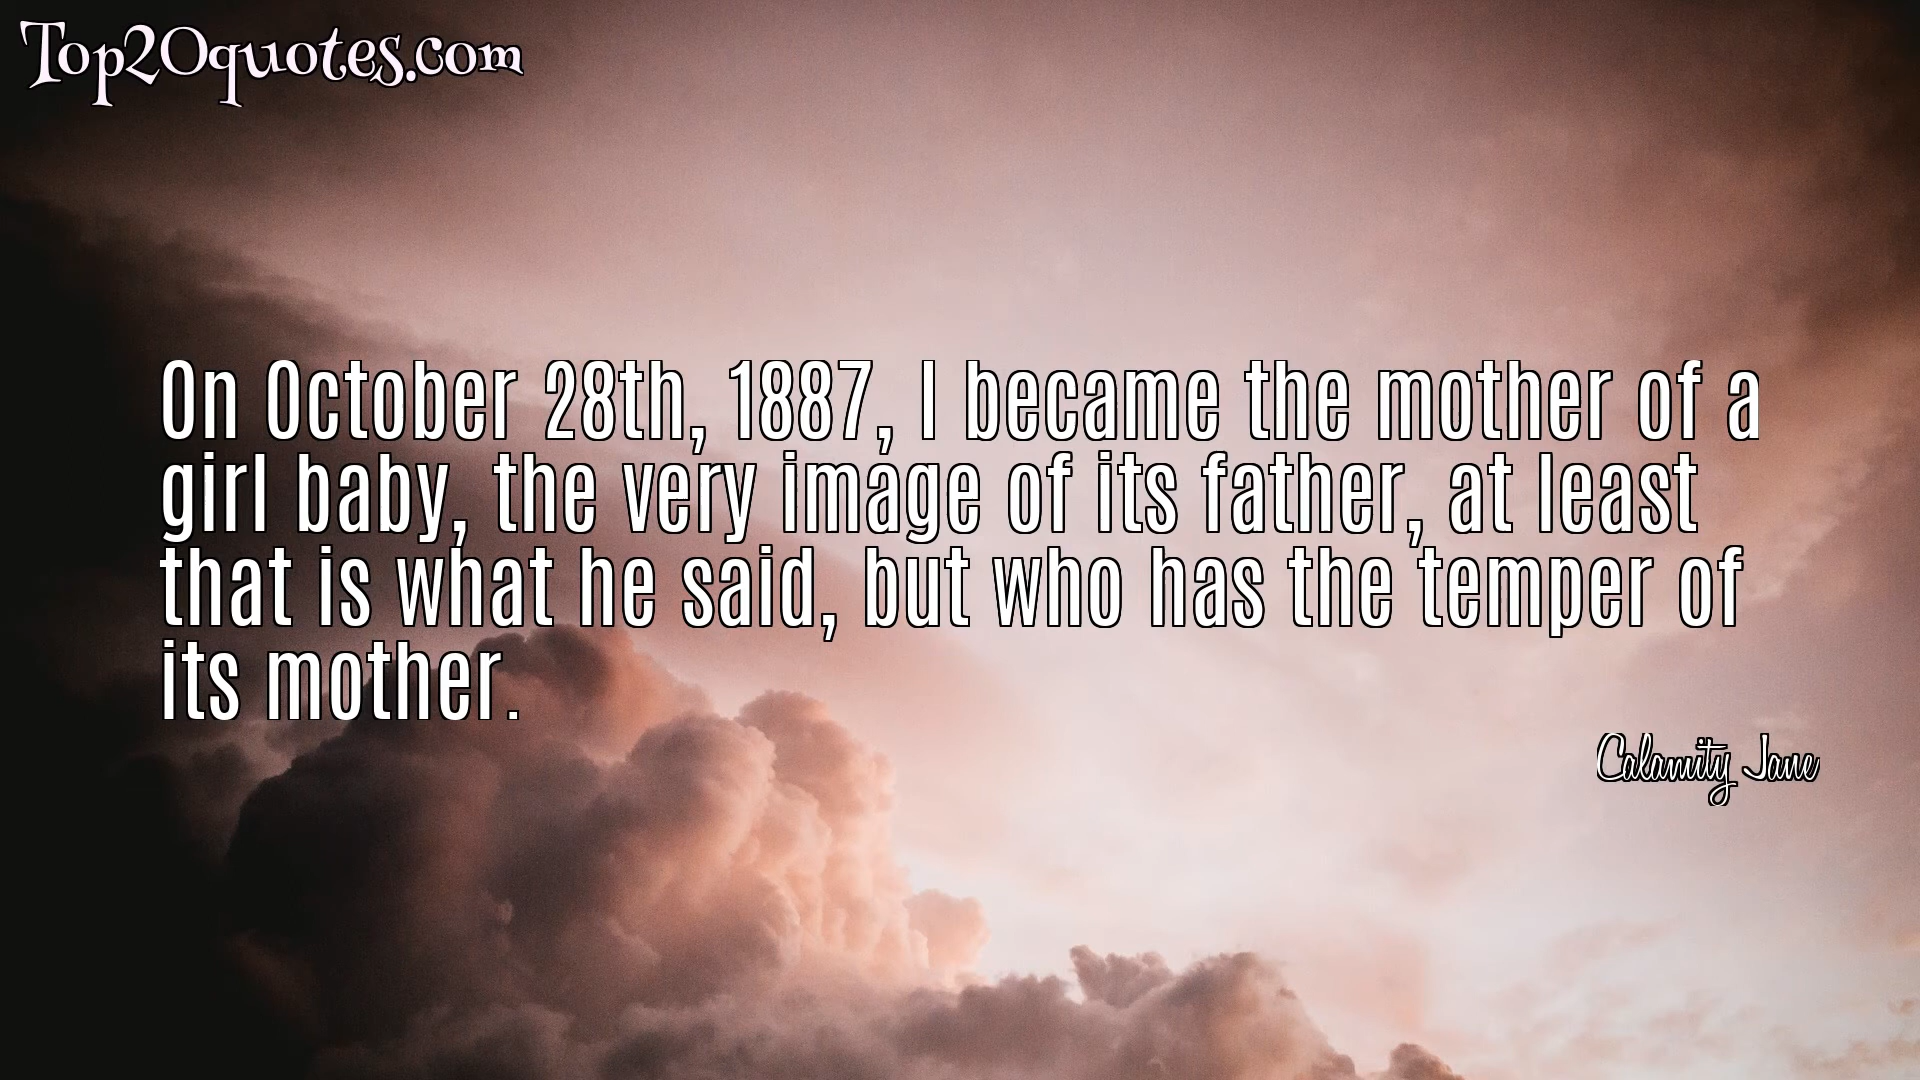 Top20quotes.com
On October 28th, 1887, I became the mother of a
girl baby, the very image of its father, at least
that is what he said, but who has the temper of
its mother.
Calamity Jane